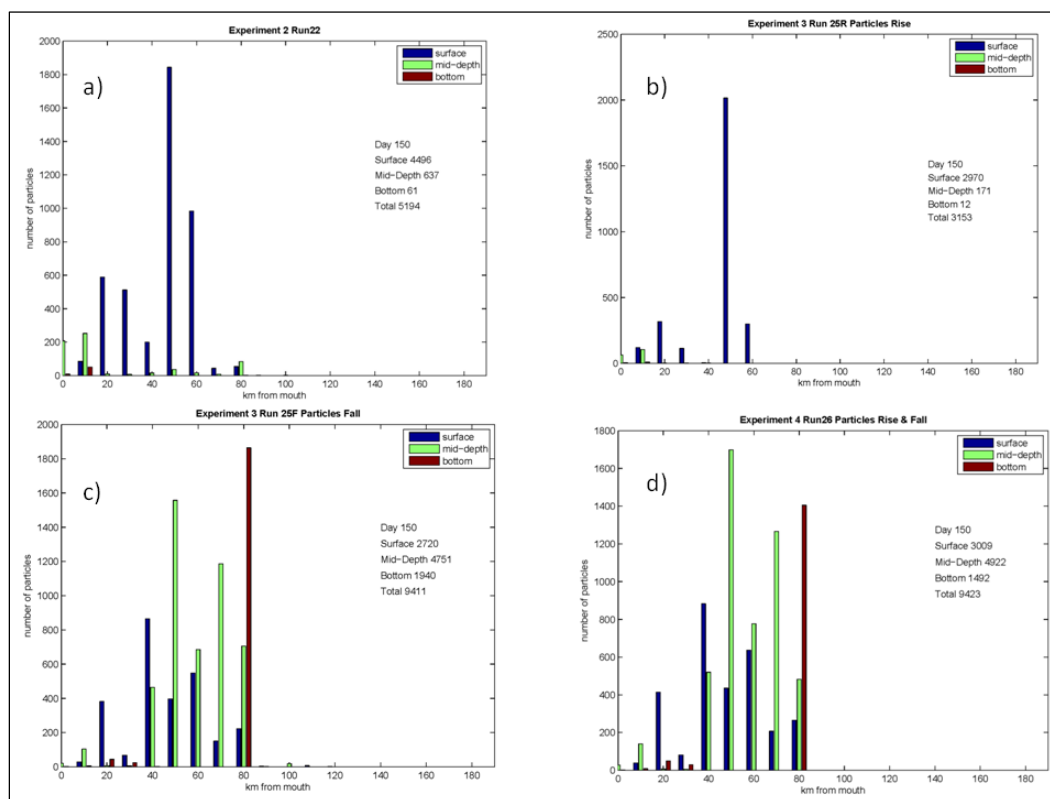 Experiment 2 Run22
2000
1800
1600
1400
1200
1000
800
600
400
200
0
number of particles
a)
surface
mid-depth
bottom
Day 150
Surface 4496
Mid-Depth 637
Bottom 61
Total 5194
0 20 40 60 80 100 120 140 160 180
km from mouth
Experiment 3 Run 25R Particles Rise
2500
2000
1500
1000
500
0
number of particles
b)
surface
mid-depth
bottom
Day 150
Surface 2970
Mid-Depth 171
Bottom 12
Total 3153
0 20 40 60 80 100 120 140 160 180
km from mouth
Experiment 3 Run 25F Particles Fall
2000
1800
1600
1400
1200
1000
800
600
400
200
0
number of particles
c)
surface
mid-depth
bottom
Day 150
Surface 2720
Mid-Depth 4751
Bottom 1940
Total 9411
0 20 40 60 80 100 120 140 160 180
km from mouth
Experiment 4 Run26 Particles Rise & Fall
1800
1600
1400
1200
1000
800
600
400
200
0
number of particles
d)
surface
mid-depth
bottom
Day 150
Surface 3009
Mid-Depth 4922
Bottom 1492
Total 9423
0 20 40 60 80 100 120 140 160 180
km from mouth